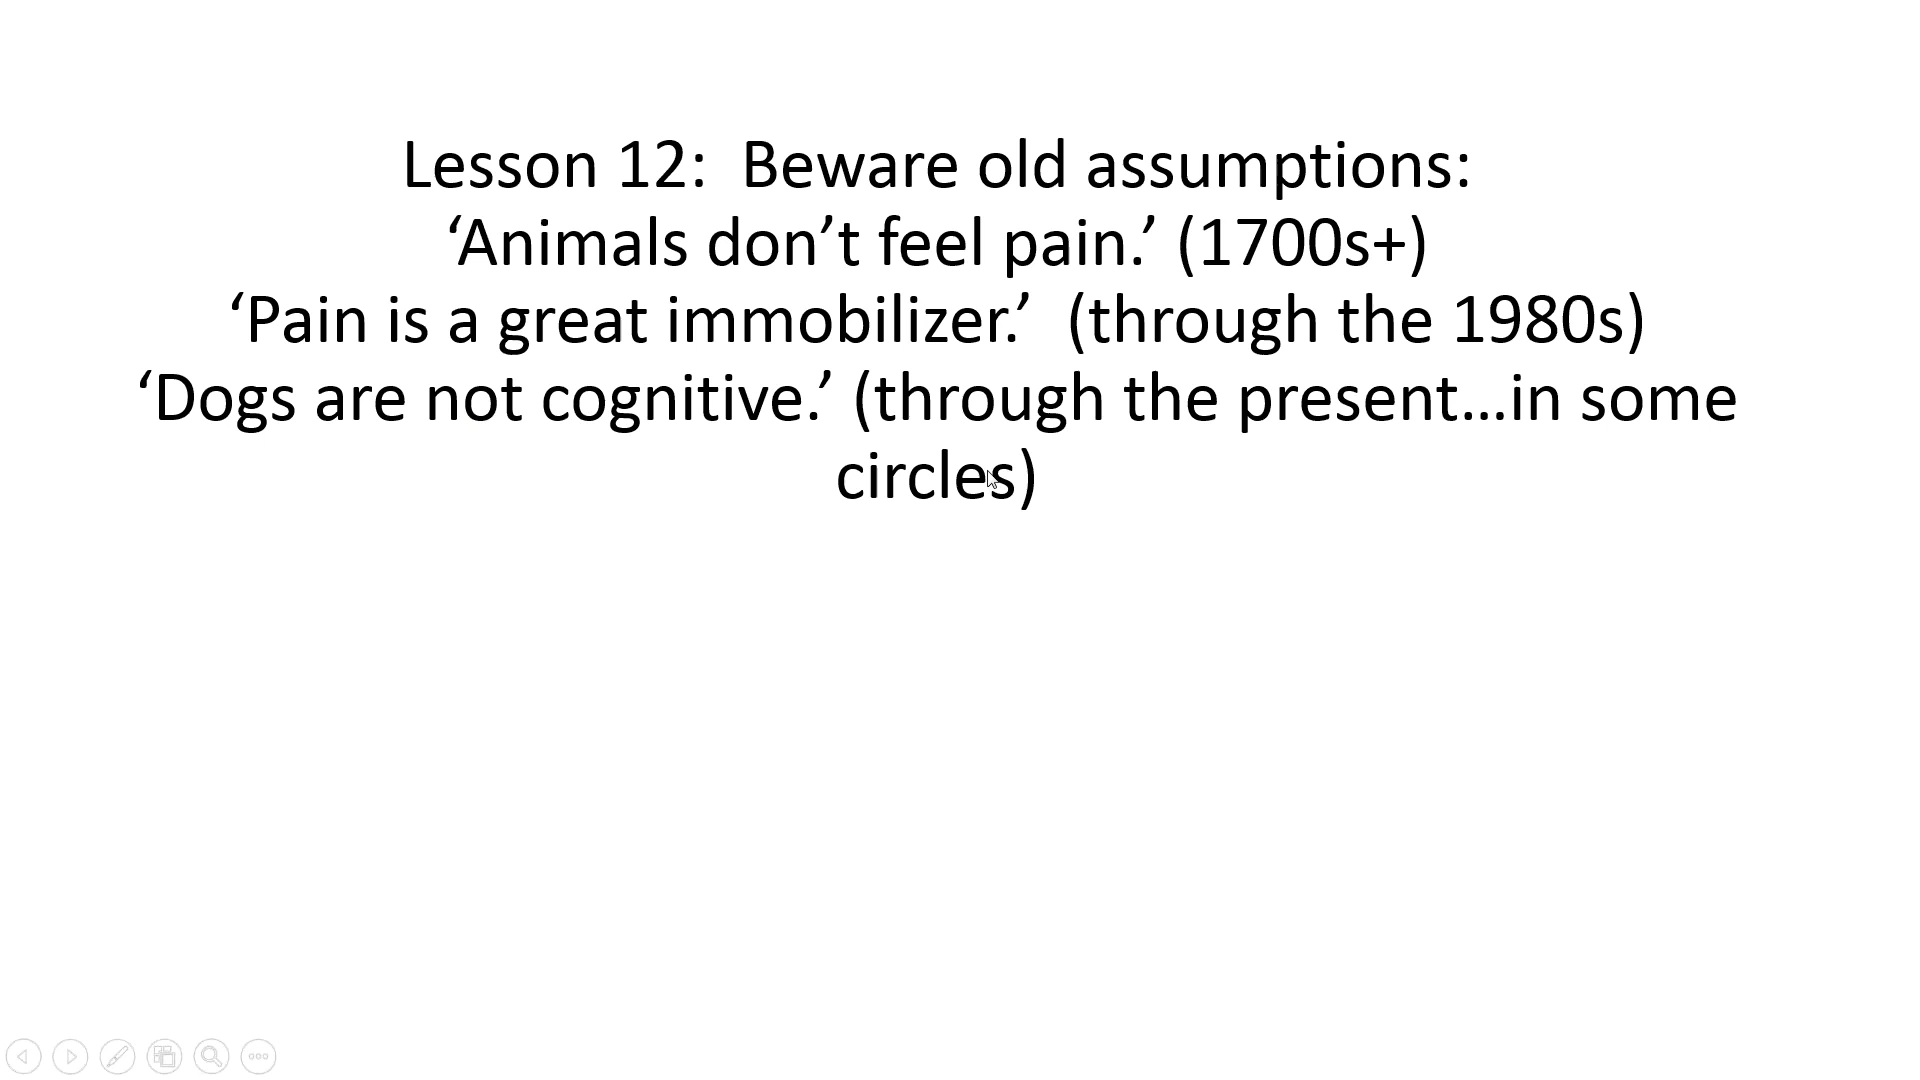 Lesson 12:  Beware old assumptions:
‘Animals don’t feel pain.’ (1700s+)
‘Pain is a great immobilizer.’  (through the 1980s)
‘Dogs are not cognitive.’ (through the present…in some
circles)